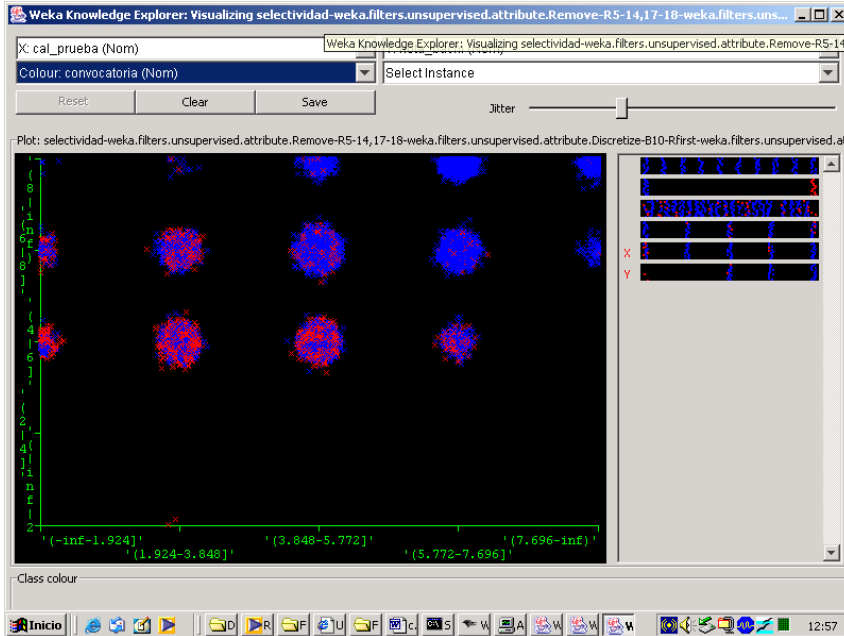 Weka Knowledge Explorer: Visualizing selectividad-weka.filters.unsupervised.attribute.Remove-R5-14,17-18-weka.filters.uns...
X: cal_prueba (Nom)
Weka Knowledge Explorer: Visualizing selectividad-weka.filters.unsupervised.attribute.Remove-R5-14
Colour: convocatoria (Nom)
Select Instance
Reset
Clear
Save
Jitter
Plot: selectividad-weka.filters.unsupervised.attribute.Remove-R5-14,17-18-weka.filters.unsupervised.attribute.Discretize-B10-Rfirst-weka.filters.unsupervised.at
X
Y
'(-inf-1.924]'
'(3.848-5.772]'
'(7.696-inf)'
'(1.924-3.848]'
'(5.772-7.696]'
Class colour
Inicio
D
R
F
U
F
c.
S
W
A
W
W
W
12:57